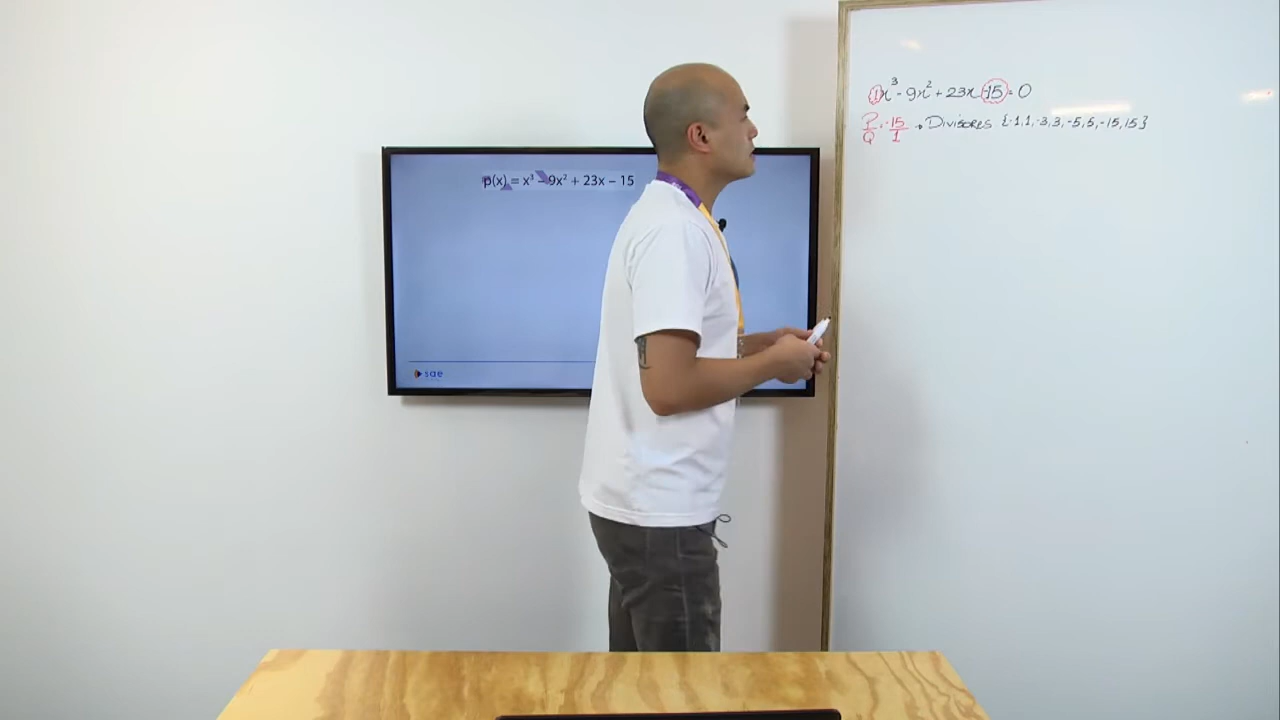 p(x) = x³ – 9x² + 23x – 15
sae
1x³ - 9x² + 23x -15 = 0
P/Q = -15/1 → Divisores {-1,1,-3,3,-5,5,-15,15}